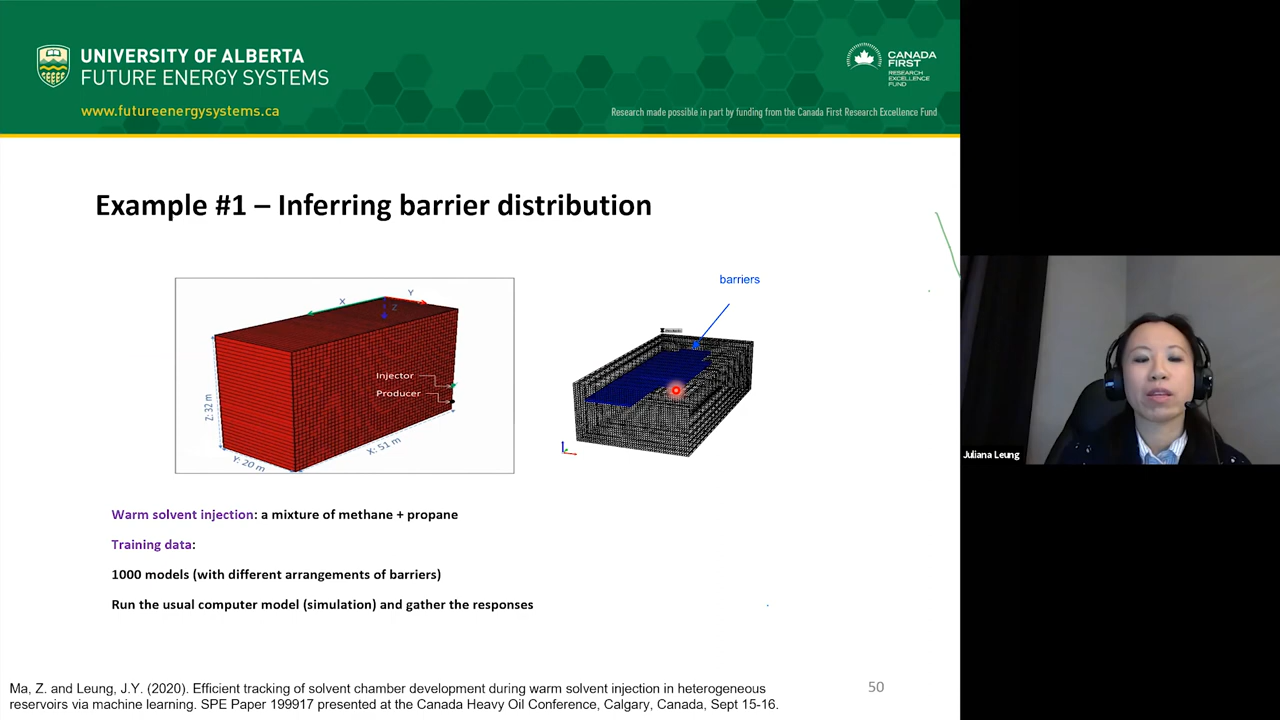 UNIVERSITY OF ALBERTA
FUTURE ENERGY SYSTEMS
www.futureenergysystems.ca
CANADA
FIRST
RESEARCH
EXCELLENCE
FUND
Research made possible in part by funding from the Canada First Research Excellence Fund
Example #1 – Inferring barrier distribution
X
Y
Z
Injector
Producer
Z: 32 m
Y: 20 m
X: 51 m
barriers
Warm solvent injection: a mixture of methane + propane
Training data:
1000 models (with different arrangements of barriers)
Run the usual computer model (simulation) and gather the responses
Ma, Z. and Leung, J.Y. (2020). Efficient tracking of solvent chamber development during warm solvent injection in heterogeneous
reservoirs via machine learning. SPE Paper 199917 presented at the Canada Heavy Oil Conference, Calgary, Canada, Sept 15-16.
50
Juliana Leung